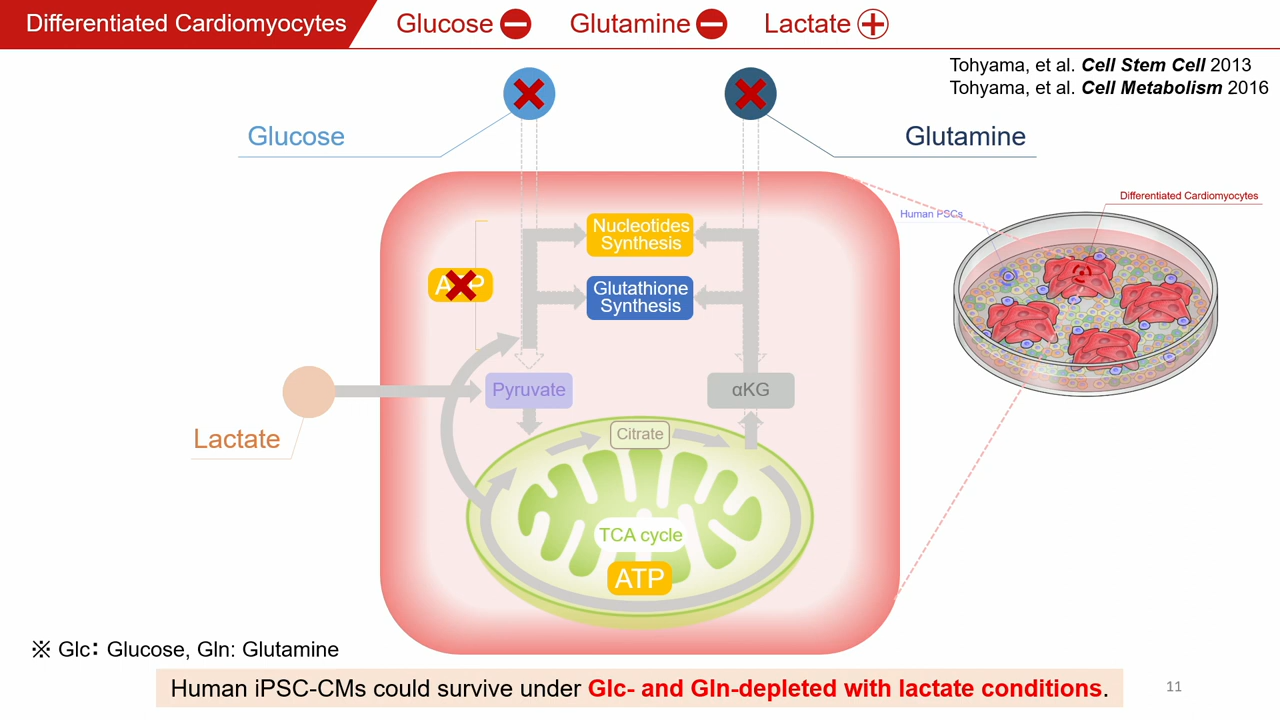 Differentiated Cardiomyocytes
Glucose
Glutamine
Lactate
Tohyama, et al. Cell Stem Cell 2013
Tohyama, et al. Cell Metabolism 2016
Glucose
Glutamine
Differentiated Cardiomyocytes
Human PSCs
Nucleotides
Synthesis
ATP
Glutathione
Synthesis
Pyruvate
αKG
Lactate
Citrate
TCA cycle
ATP
※ Glc: Glucose, Gln: Glutamine
Human iPSC-CMs could survive under Glc- and Gln-depleted with lactate conditions.
11